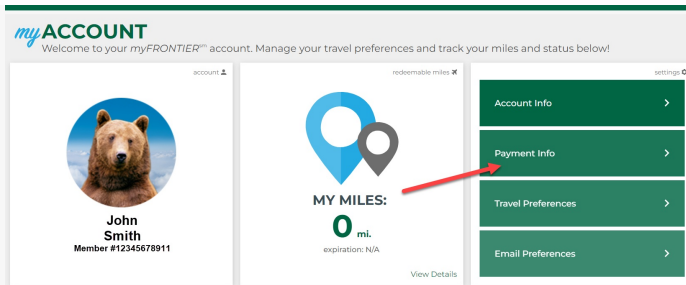 myACCOUNT
Welcome to your myFRONTIER℠ account. Manage your travel preferences and track your miles and status below!
account
John
Smith
Member #12345678911
redeemable miles
MY MILES:
0 mi.
expiration: N/A
View Details
settings
Account Info
Payment Info
Travel Preferences
Email Preferences